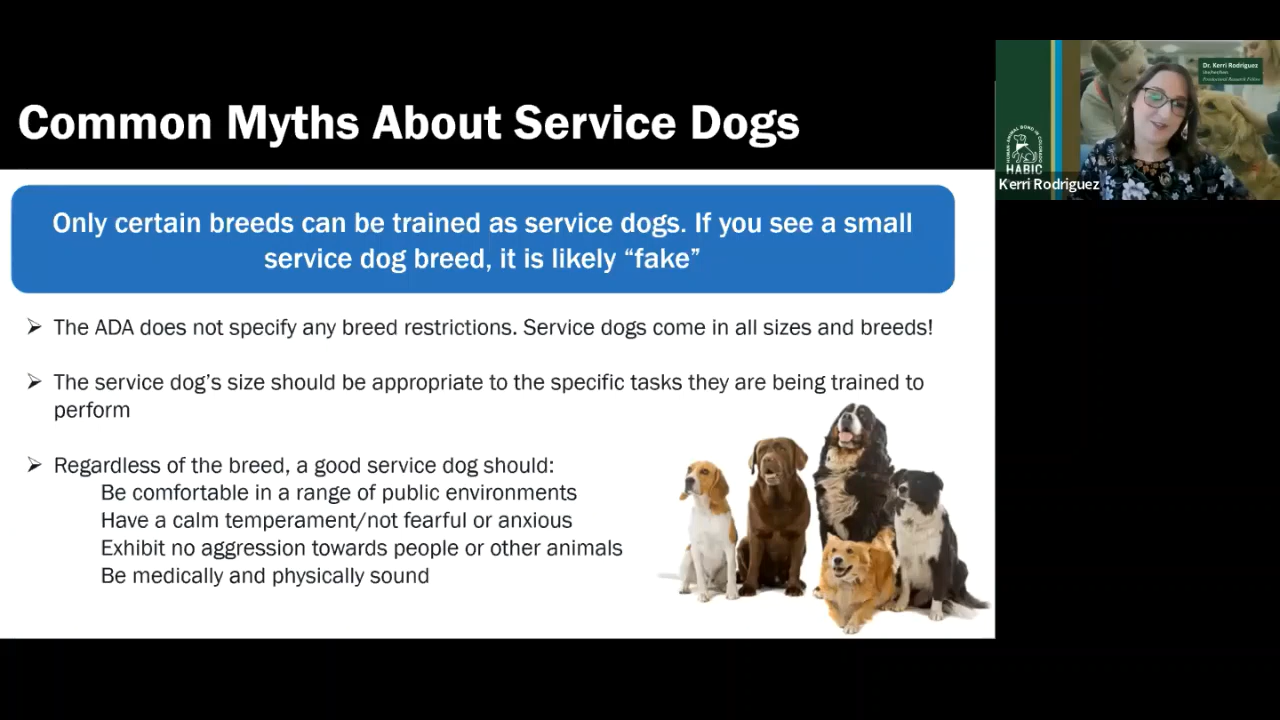 Common Myths About Service Dogs
Only certain breeds can be trained as service dogs. If you see a small
service dog breed, it is likely “fake”
➢ The ADA does not specify any breed restrictions. Service dogs come in all sizes and breeds!
➢ The service dog’s size should be appropriate to the specific tasks they are being trained to
perform
➢ Regardless of the breed, a good service dog should:
Be comfortable in a range of public environments
Have a calm temperament/not fearful or anxious
Exhibit no aggression towards people or other animals
Be medically and physically sound
Dr. Kerri Rodriguez
HUMAN ANIMAL BOND IN COLORADO
HABIC
Kerri Rodriguez